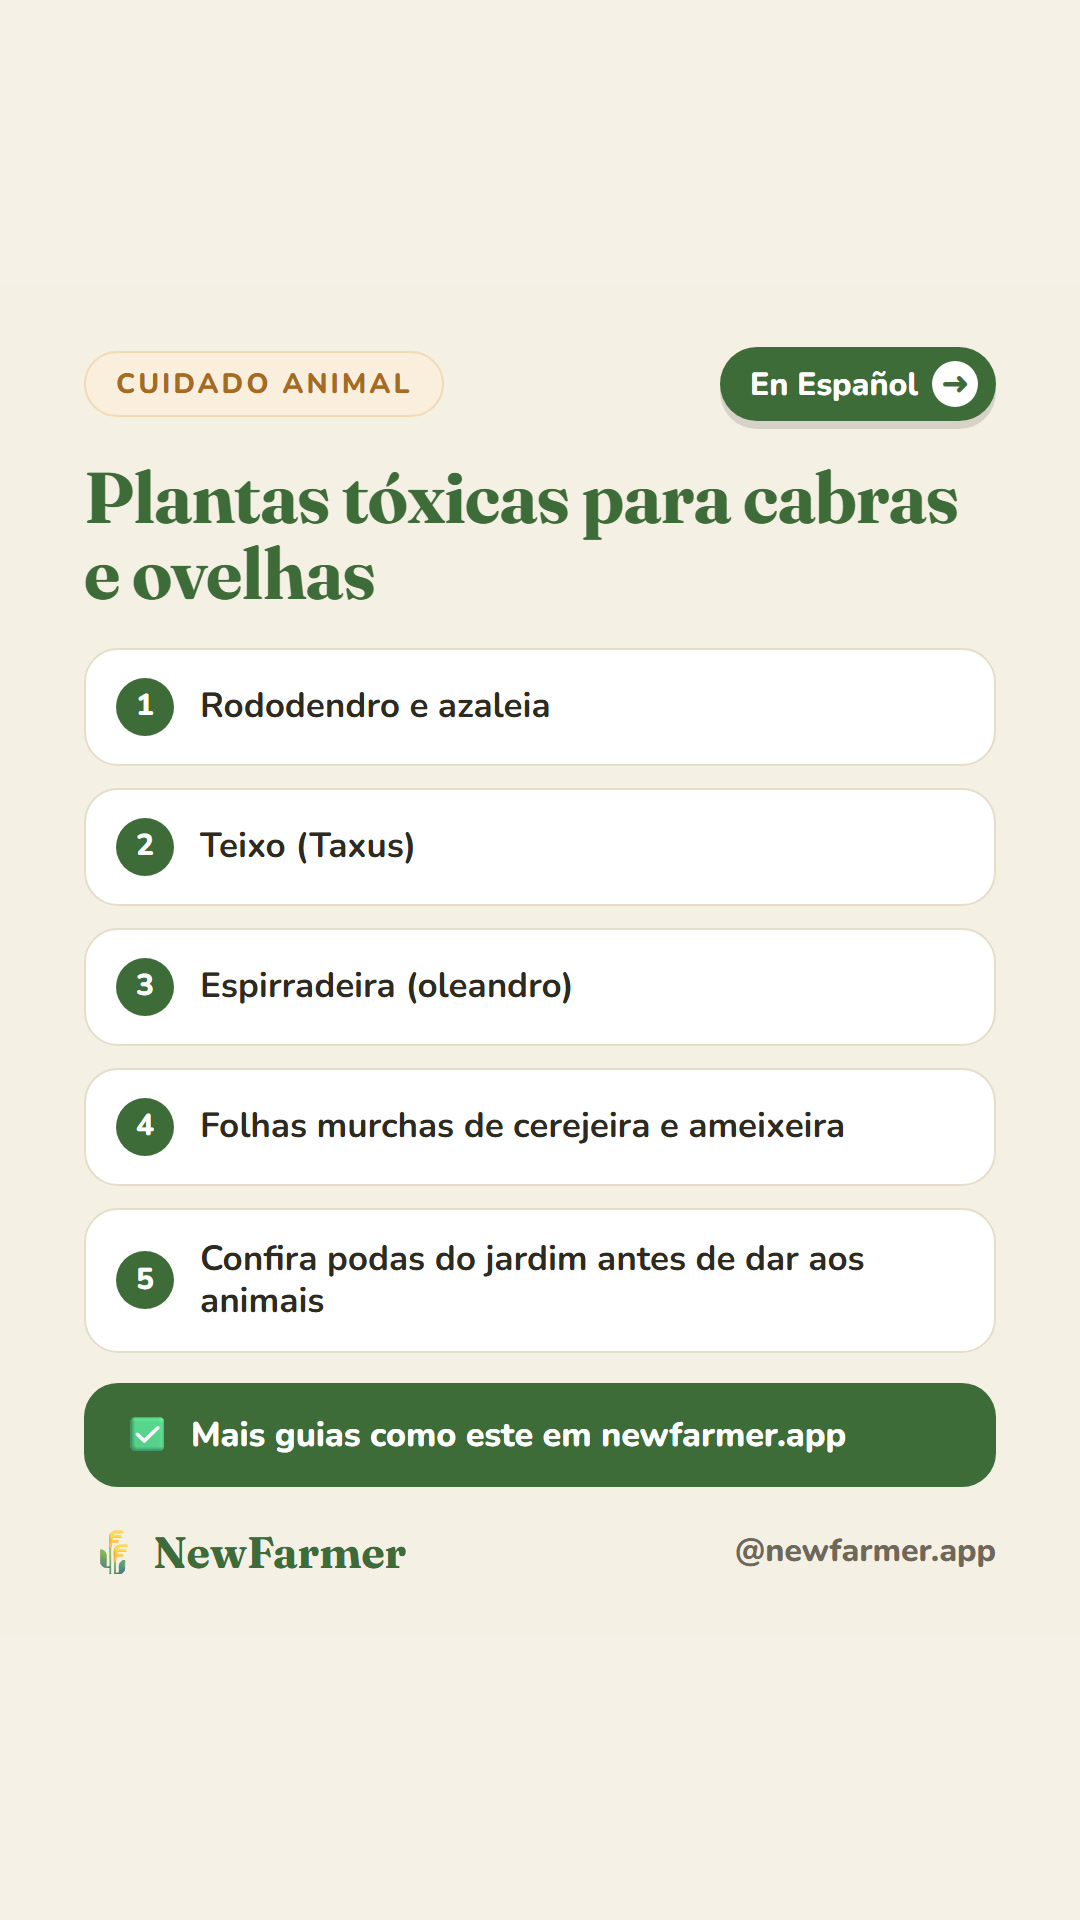 CUIDADO ANIMAL
En Español
Plantas tóxicas para cabras
e ovelhas
1 Rododendro e azaleia
2 Teixo (Taxus)
3 Espirradeira (oleandro)
4 Folhas murchas de cerejeira e ameixeira
5 Confira podas do jardim antes de dar aos
animais
Mais guias como este em newfarmer.app
NewFarmer
@newfarmer.app